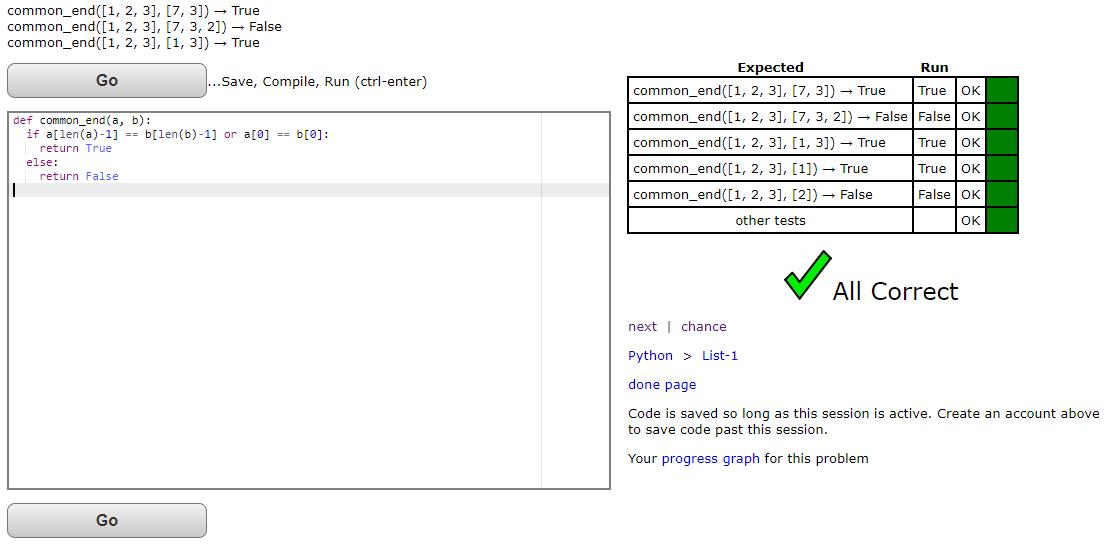 common_end([1, 2, 3], [7, 3]) → True
common_end([1, 2, 3], [7, 3, 2]) → False
common_end([1, 2, 3], [1, 3]) → True
Go
...Save, Compile, Run (ctrl-enter)
def common_end(a, b):
  if a[len(a)-1] == b[len(b)-1] or a[0] == b[0]:
    return True
  else:
    return False
Go
Expected Run
common_end([1, 2, 3], [7, 3]) → True True OK
common_end([1, 2, 3], [7, 3, 2]) → False False OK
common_end([1, 2, 3], [1, 3]) → True True OK
common_end([1, 2, 3], [1]) → True True OK
common_end([1, 2, 3], [2]) → False False OK
other tests OK
All Correct
next | chance
Python > List-1
done page
Code is saved so long as this session is active. Create an account above
to save code past this session.
Your progress graph for this problem